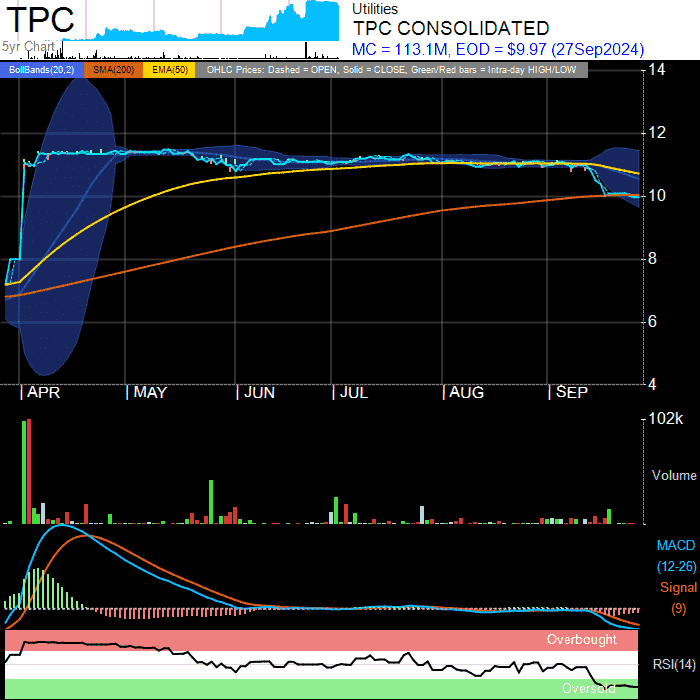 TPC
Utilities
TPC CONSOLIDATED
5yr Chart
MC = 113.1M, EOD = $9.97 (27Sep2024)
BollBands(20,2) SMA(200) EMA(50) OHLC Prices: Dashed = OPEN, Solid = CLOSE, Green/Red bars = Intra-day HIGH/LOW
14
12
10
8
6
4
| APR | MAY | JUN | JUL | AUG | SEP
102k
Volume
MACD
(12-26)
Signal
(9)
Overbought
RSI(14)
Oversold